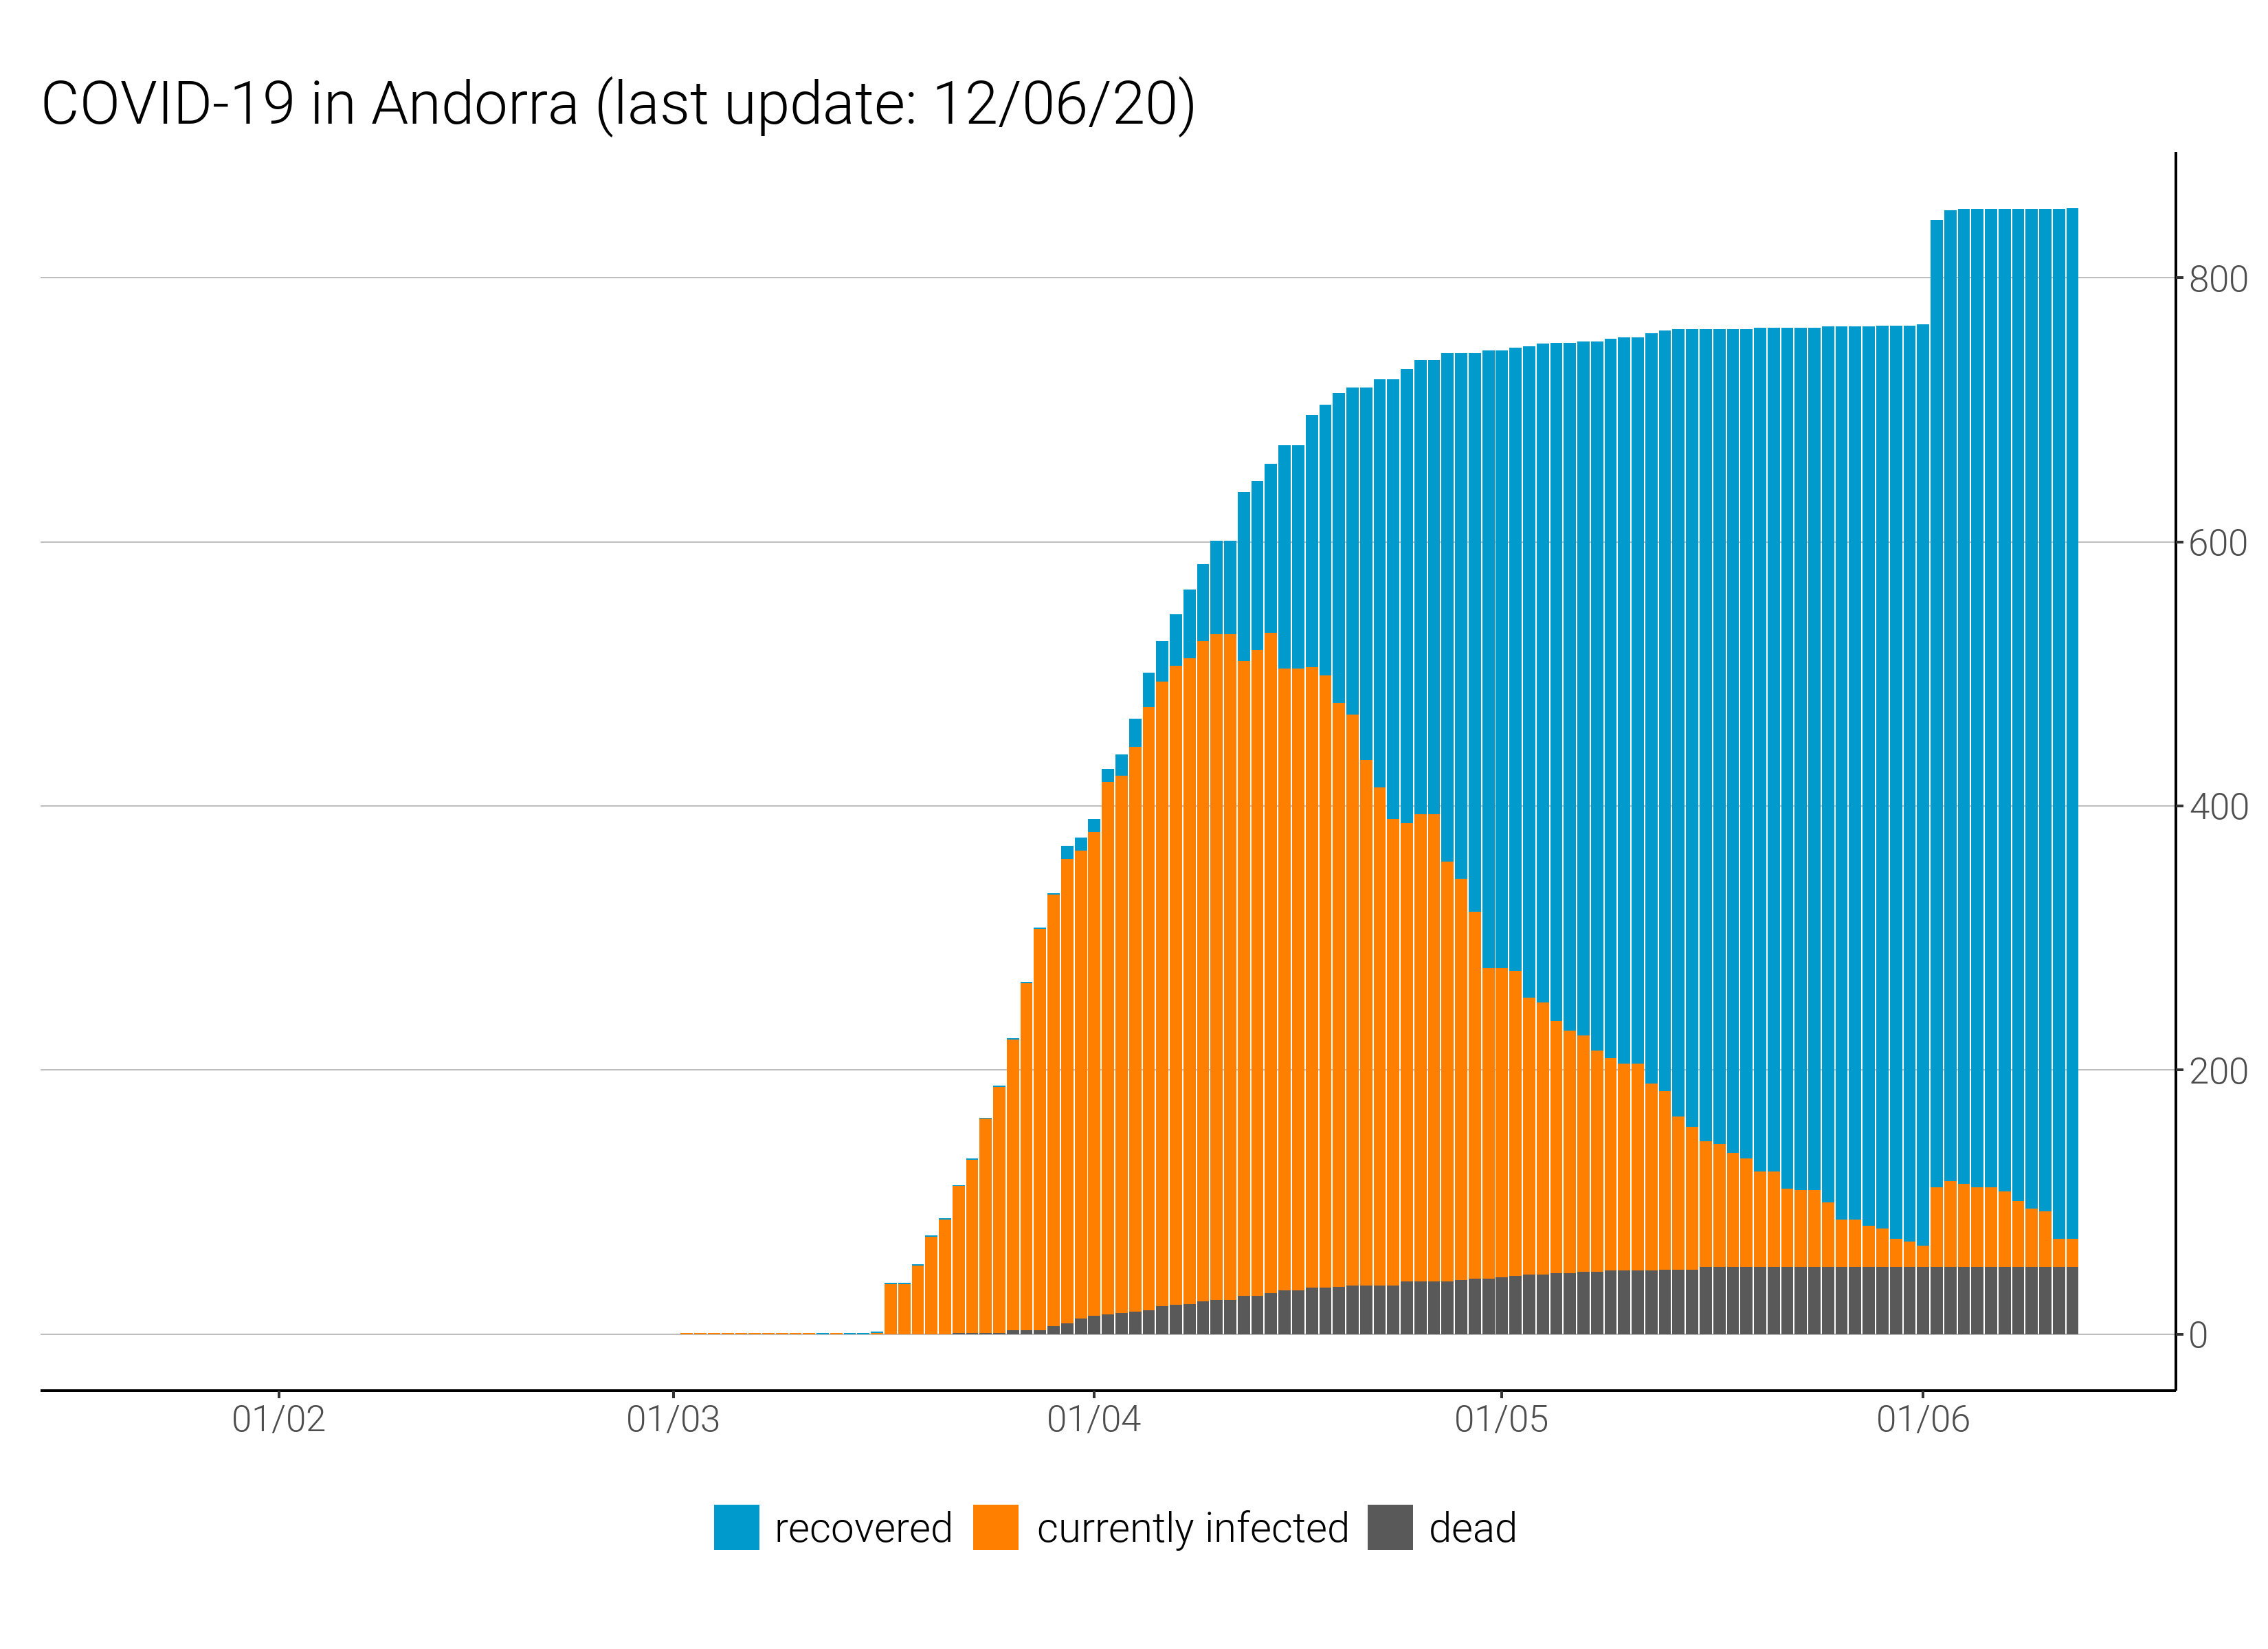 COVID-19 in Andorra (last update: 12/06/20)
800
600
400
200
0
01/02 01/03 01/04 01/05 01/06
recovered currently infected dead